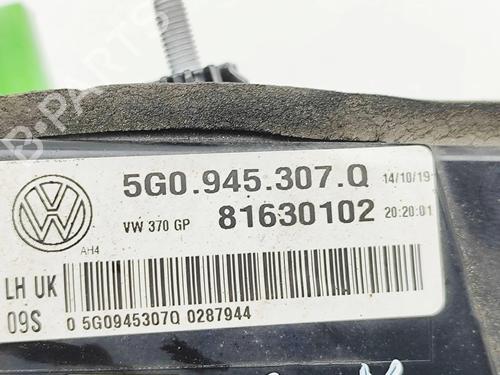 5G0.945.307.Q 14/10/19
VW 370 GP 81630102 20:20:01
AH4
LH UK
09S 0 5G0945307Q 0287944